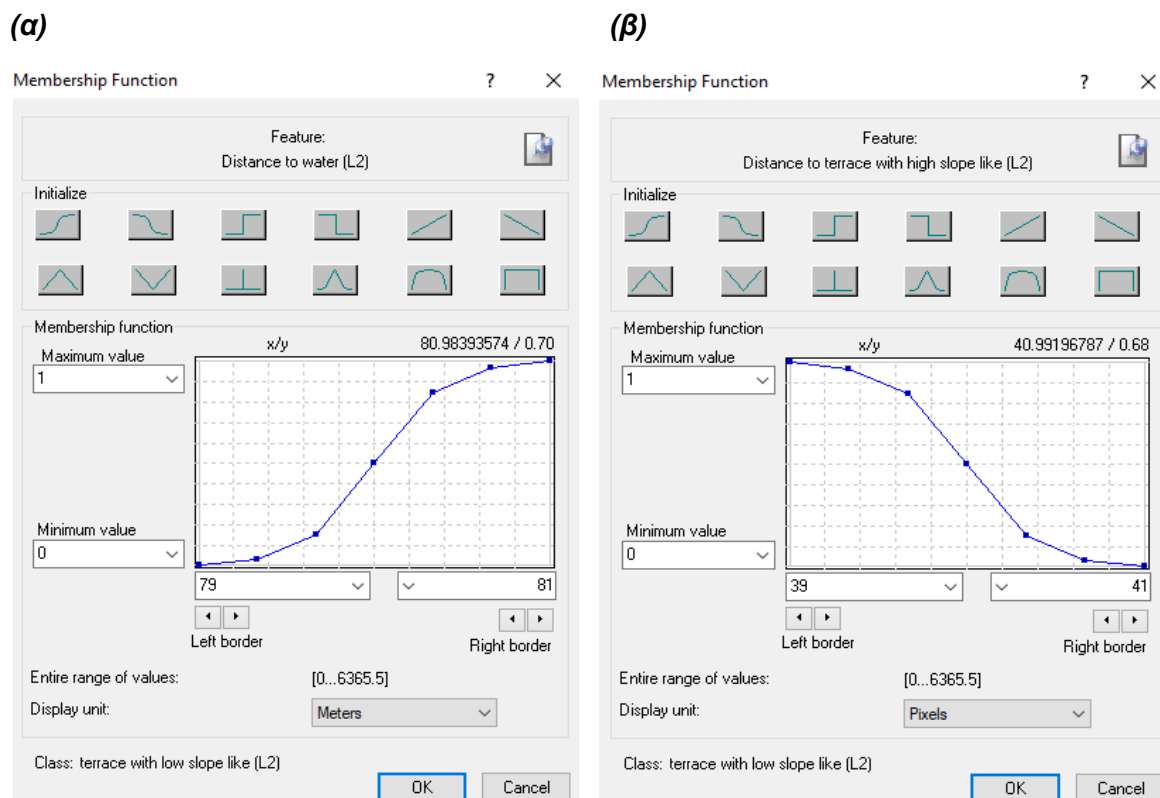 (α)
Membership Function ? ×
Feature:
Distance to water (L2)
Initialize
Membership function
x/y 80.98393574 / 0.70
Maximum value
1
Minimum value
0
79 81
Left border Right border
Entire range of values: [0...6365.5]
Display unit: Meters
Class: terrace with low slope like (L2)
OK Cancel
(β)
Membership Function ? ×
Feature:
Distance to terrace with high slope like (L2)
Initialize
Membership function
x/y 40.99196787 / 0.68
Maximum value
1
Minimum value
0
39 41
Left border Right border
Entire range of values: [0...6365.5]
Display unit: Pixels
Class: terrace with low slope like (L2)
OK Cancel